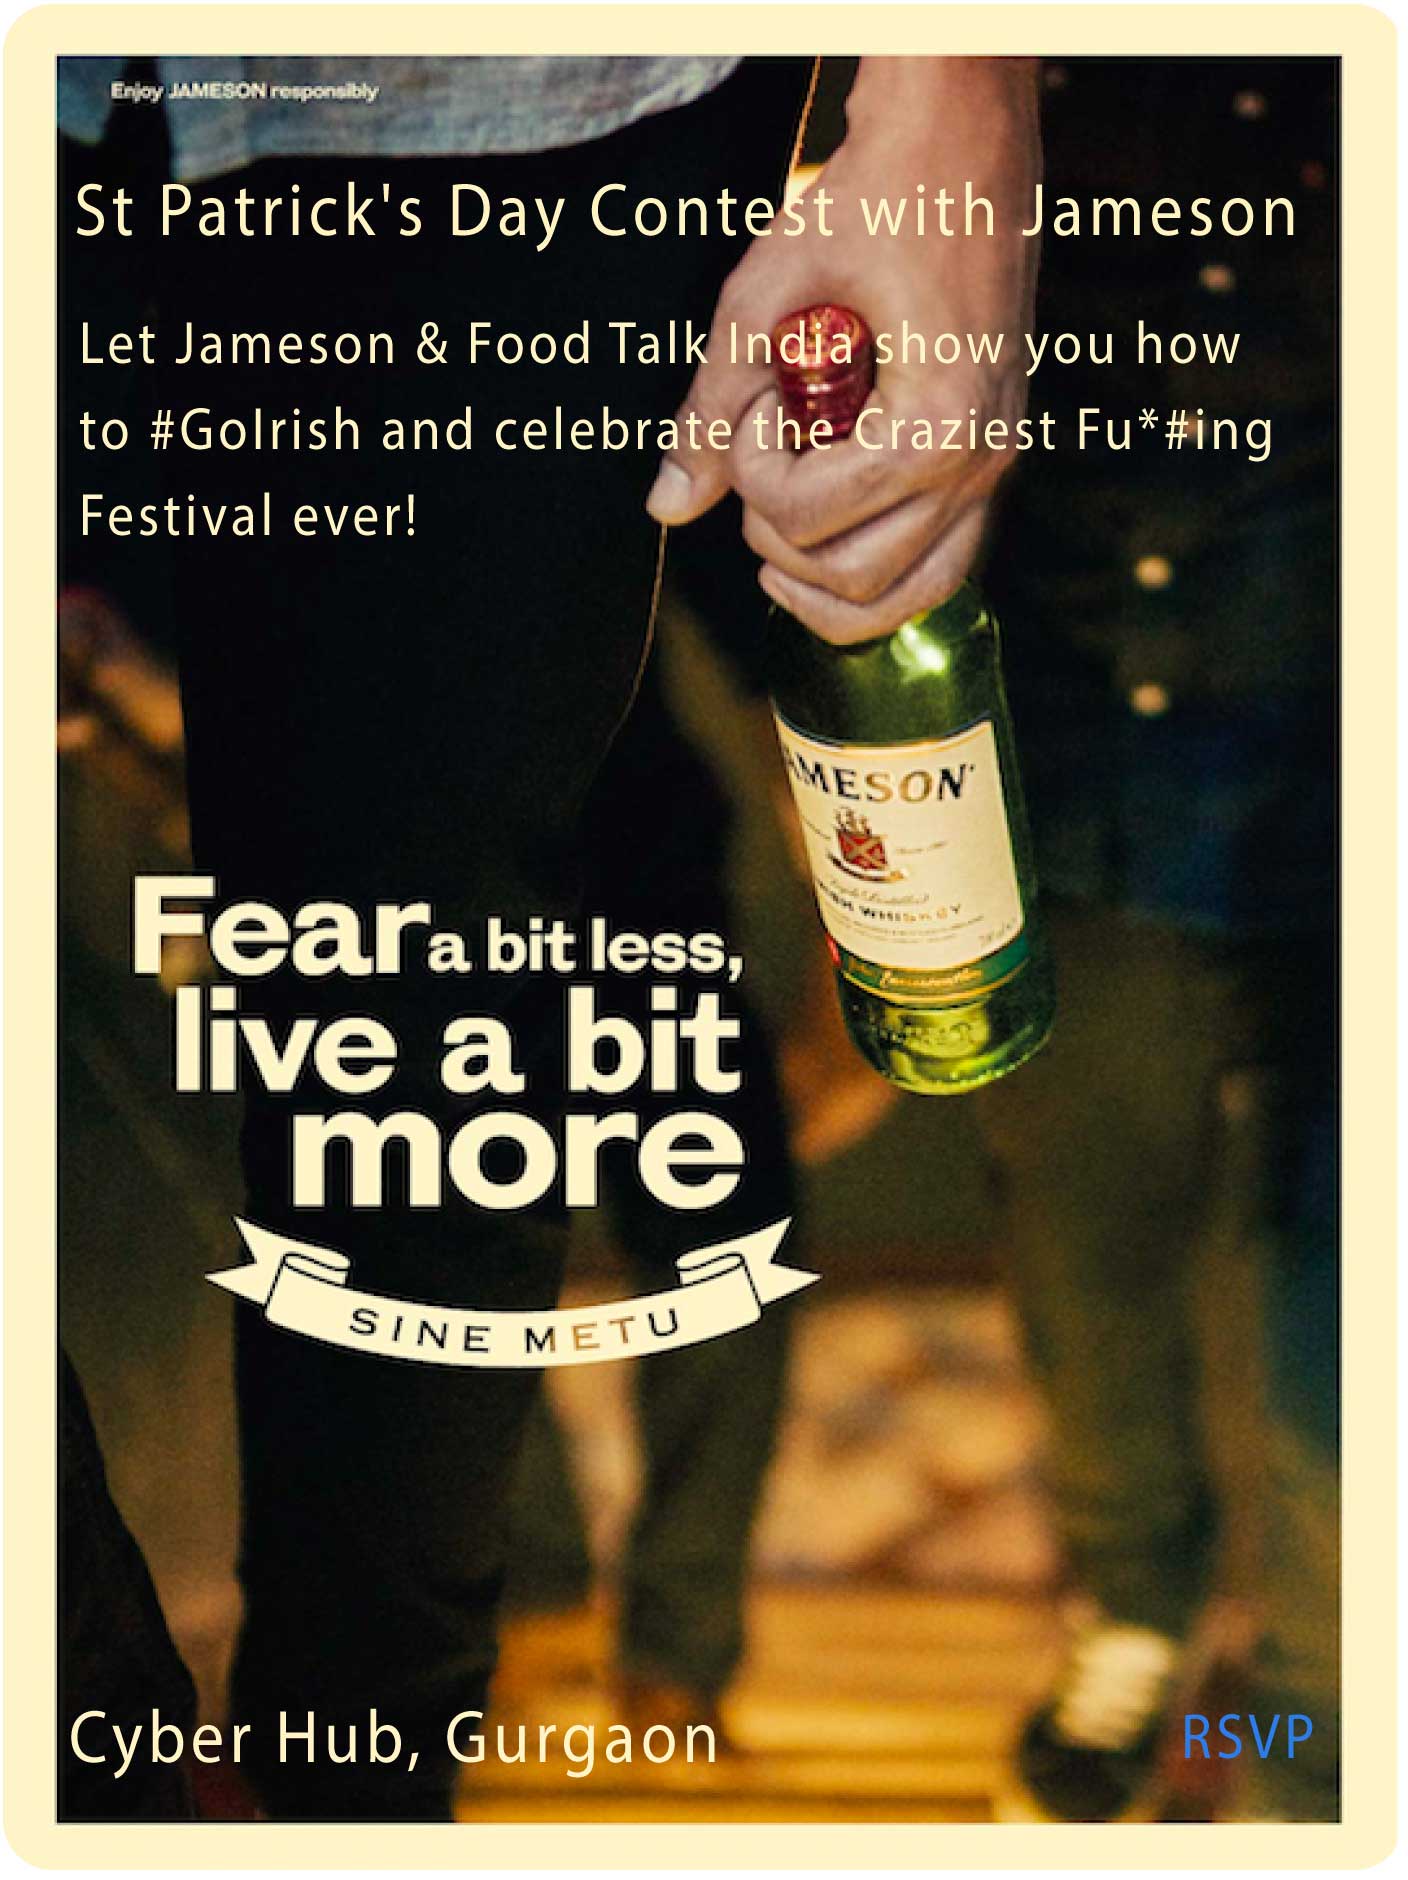 Enjoy JAMESON responsibly
St Patrick's Day Contest with Jameson
Let Jameson & Food Talk India show you how
to #GoIrish and celebrate the Craziest Fu*#ing
Festival ever!
AMESON
WHISKEY
Fear a bit less,
live a bit
more
SINE METU
Cyber Hub, Gurgaon
RSVP